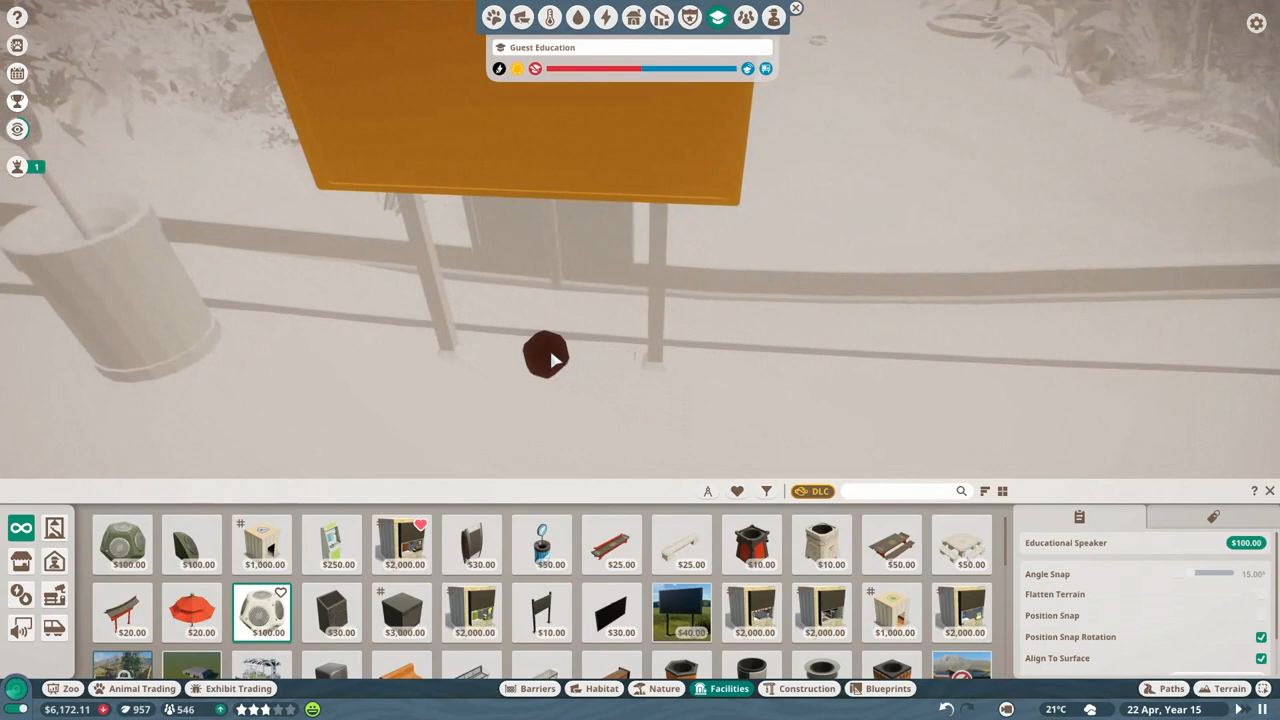 ?
Guest Education
1
DLC
?
$100.00
$100.00
#
$1,000.00
$250.00
#
$2,000.00
$30.00
$50.00
$25.00
$25.00
$10.00
$10.00
$50.00
$50.00
$20.00
$20.00
$100.00
$30.00
#
$3,000.00
$2,000.00
$10.00
$30.00
$40.00
$2,000.00
$2,000.00
#
$1,000.00
#
$2,000.00
Educational Speaker
$100.00
Angle Snap
15.00°
Flatten Terrain
Position Snap
Position Snap Rotation
Align To Surface
Zoo
Animal Trading
Exhibit Trading
Barriers
Habitat
Nature
Facilities
Construction
Blueprints
Paths
Terrain
$6,172.11
957
546
21°C
22 Apr, Year 15